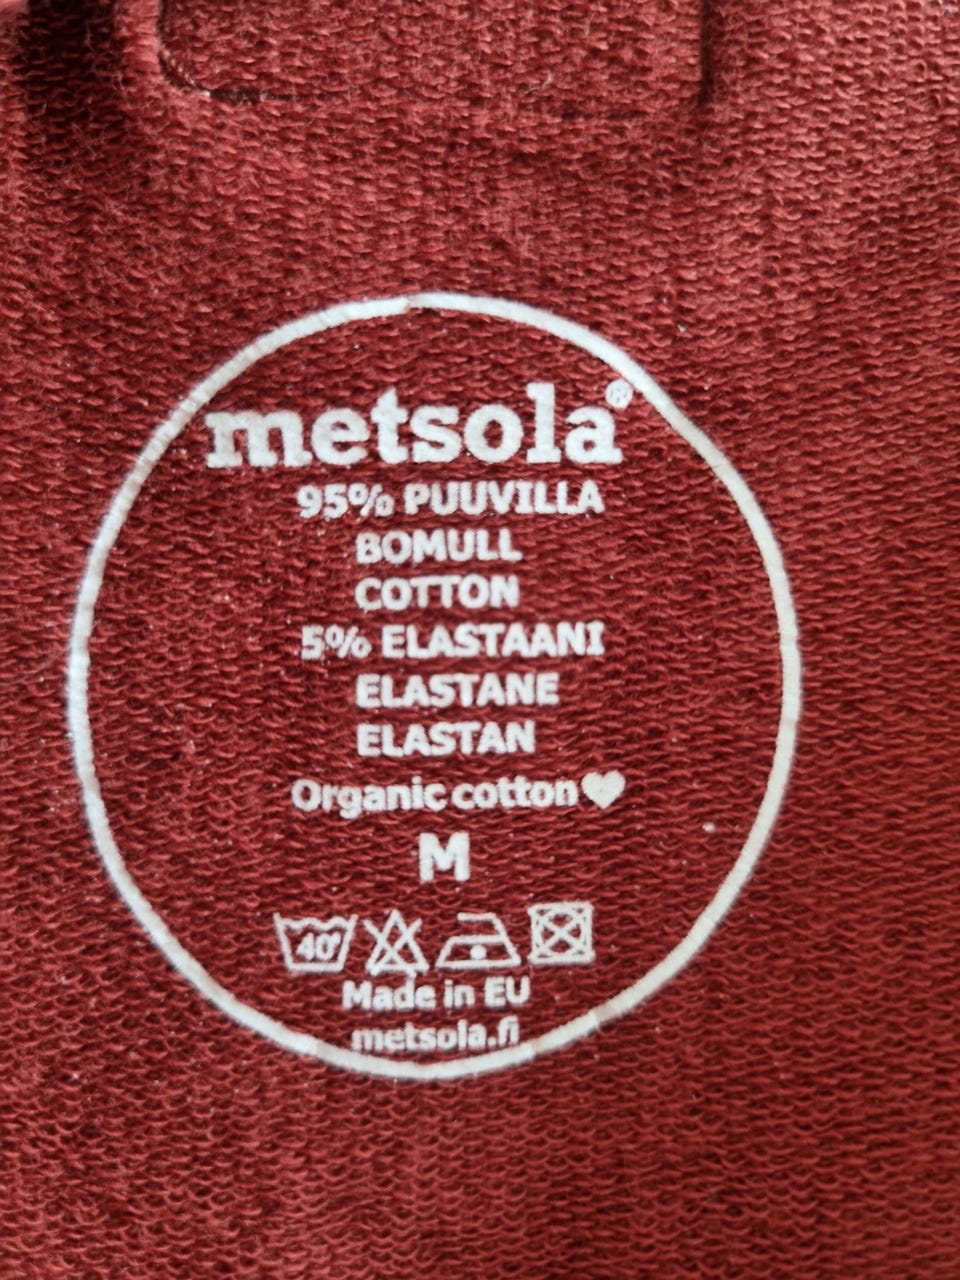 metsola®
95% PUUVILLA
BOMULL
COTTON
5% ELASTAANI
ELASTANE
ELASTAN
Organic cotton♥
M
40°
Made in EU
metsola.fi